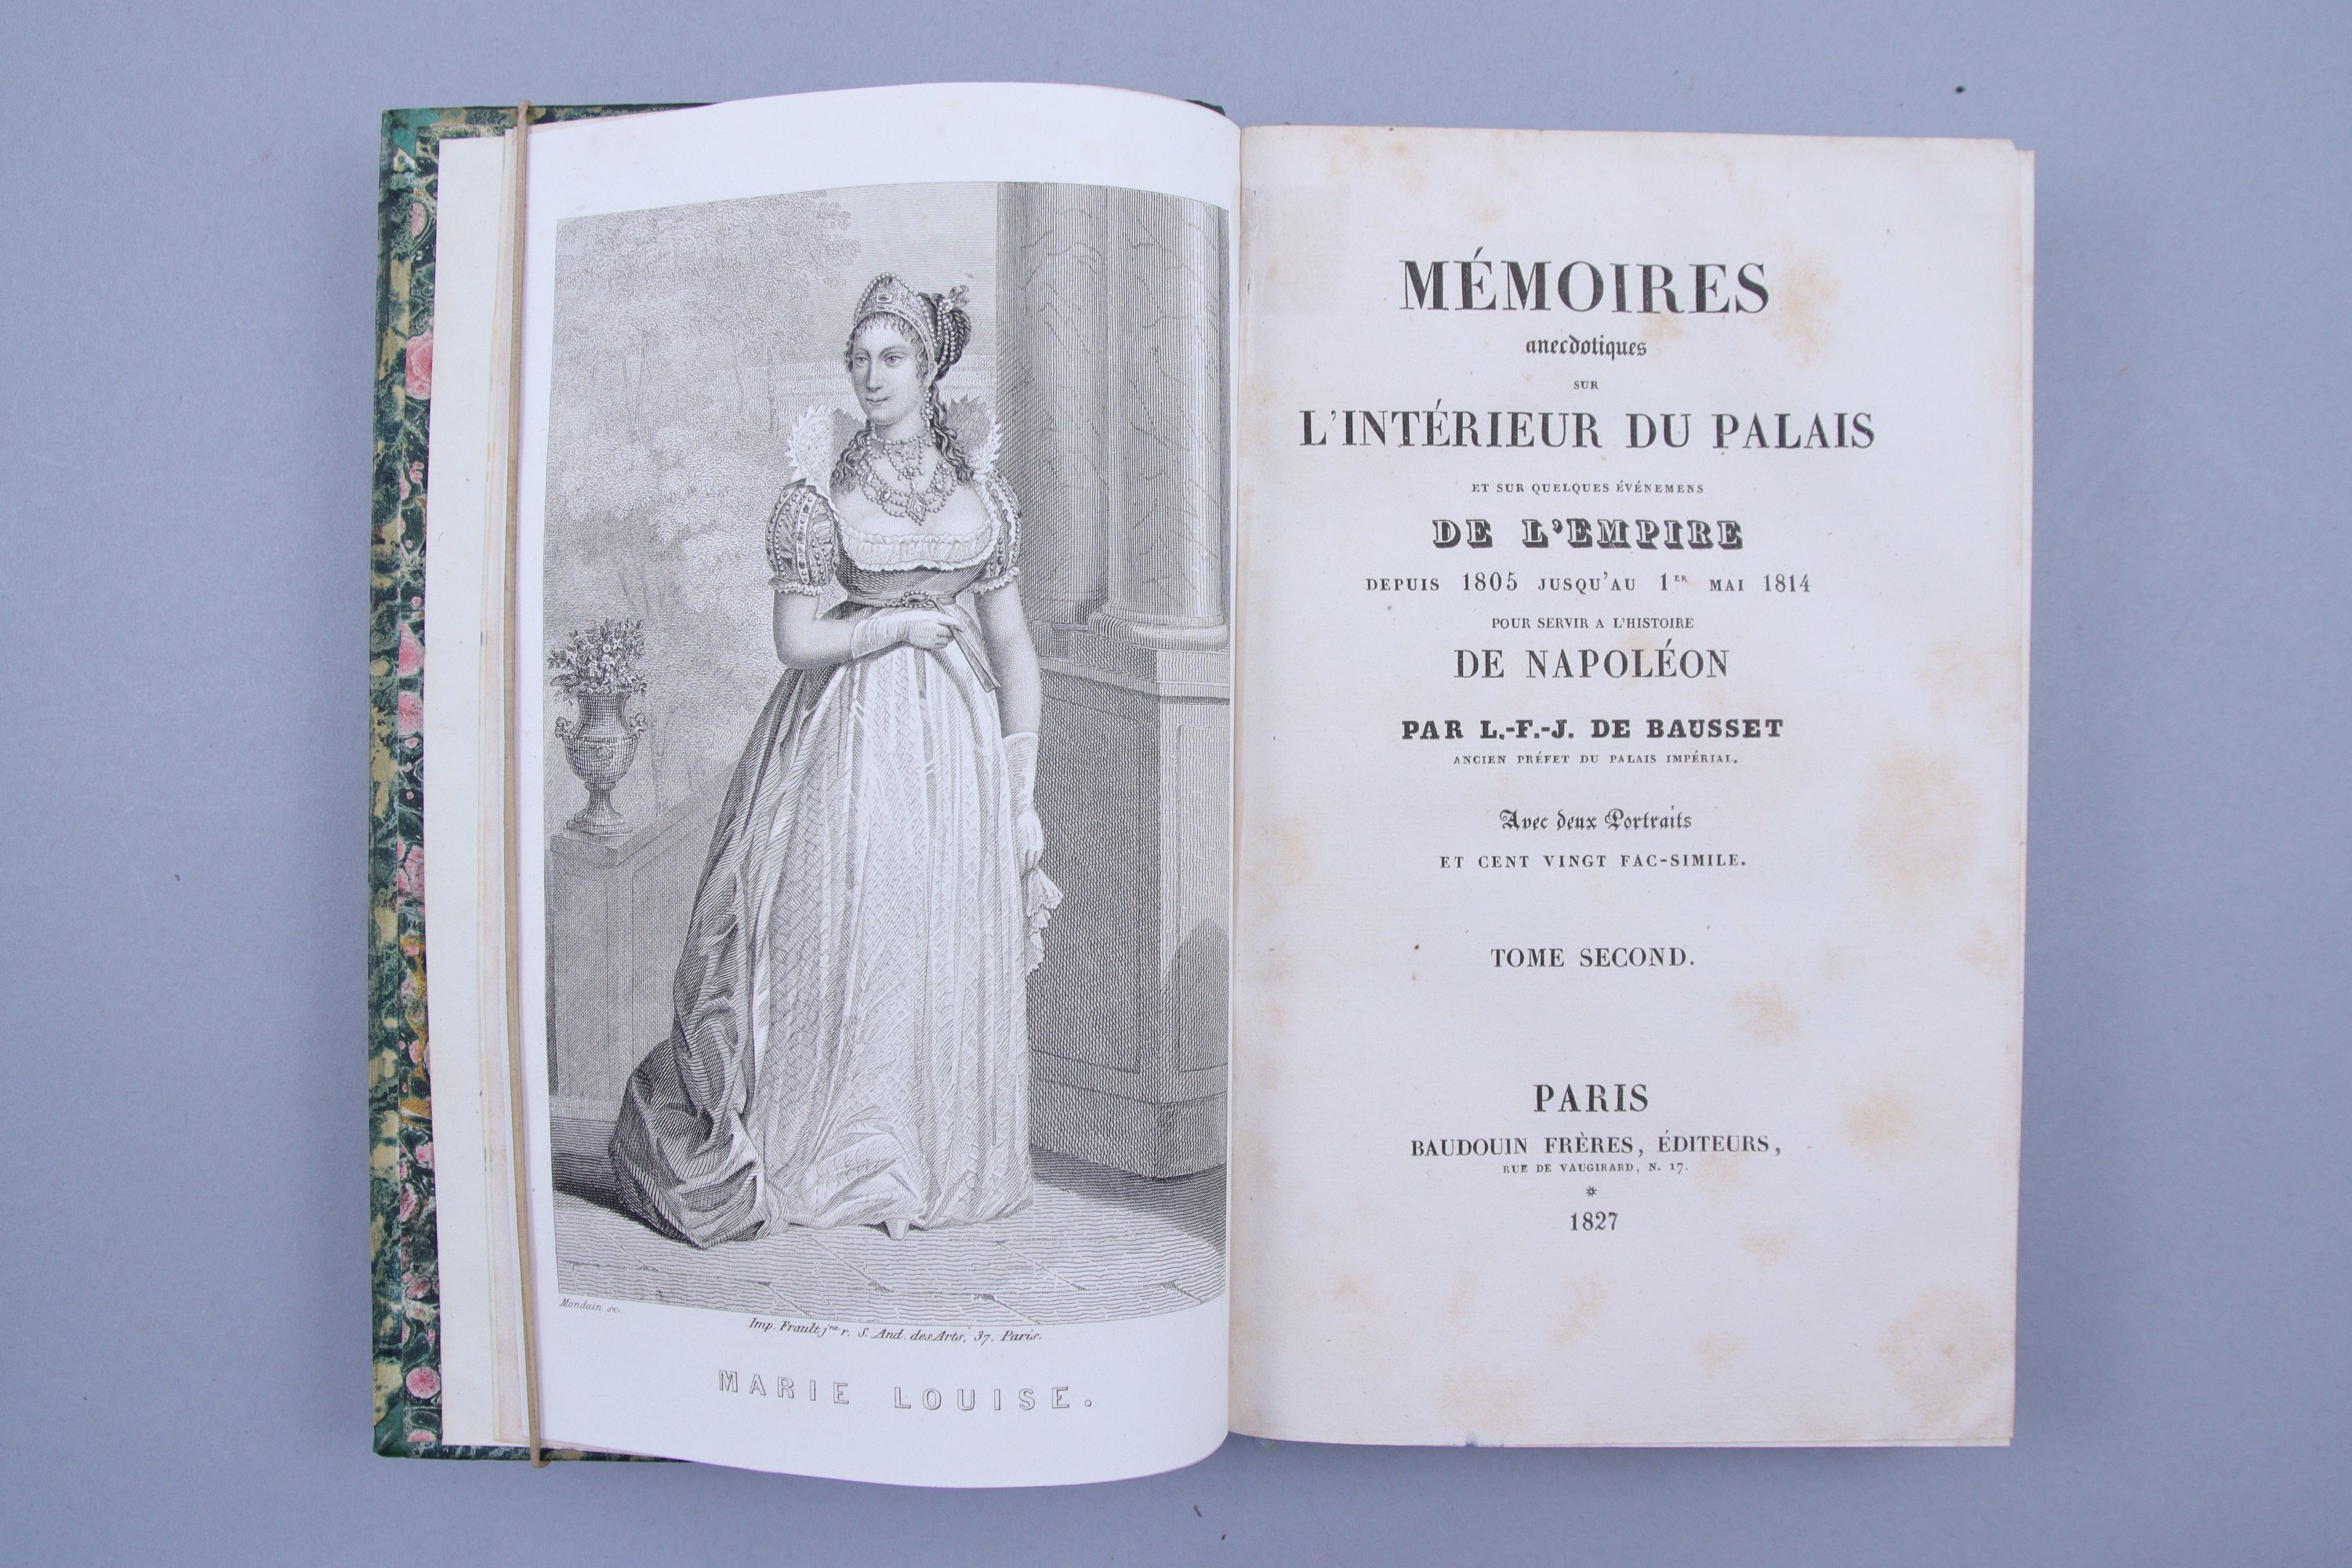 Mondain sc.
Imp. Frault jne r. S. And. des Arts, 37. Paris.
MARIE LOUISE.
MÉMOIRES
anecdotiques
SUR
L'INTÉRIEUR DU PALAIS
ET SUR QUELQUES ÉVÉNEMENS
DE L'EMPIRE
DEPUIS 1805 JUSQU'AU 1ER MAI 1814
POUR SERVIR A L'HISTOIRE
DE NAPOLÉON
PAR L.-F.-J. DE BAUSSET
ANCIEN PRÉFET DU PALAIS IMPÉRIAL.
Avec deux Portraits
ET CENT VINGT FAC-SIMILE.
TOME SECOND.
PARIS
BAUDOUIN FRÈRES, ÉDITEURS,
RUE DE VAUGIRARD, N. 17.
1827